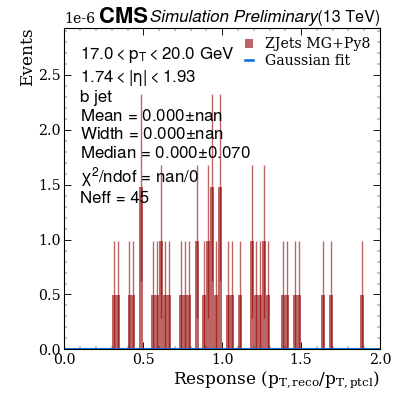 1e-6 CMS Simulation Preliminary (13 TeV)
Events
17.0 < p_T < 20.0 GeV
1.74 < |η| < 1.93
b jet
Mean = 0.000±nan
Width = 0.000±nan
Median = 0.000±0.070
χ²/ndof = nan/0
Neff = 45
ZJets MG+Py8
Gaussian fit
2.5
2.0
1.5
1.0
0.5
0.0
0.0 0.5 1.0 1.5 2.0
Response (p_T,reco/p_T,ptcl)